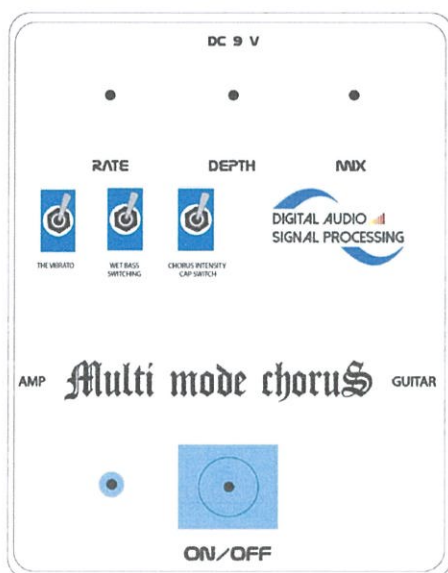 DC 9 V
RATE DEPTH MIX
THE VIBRATO
WET BASS
SWITCHING
CHORUS INTENSITY
CAP SWITCH
DIGITAL AUDIO
SIGNAL PROCESSING
AMP Multi mode choruS GUITAR
ON/OFF